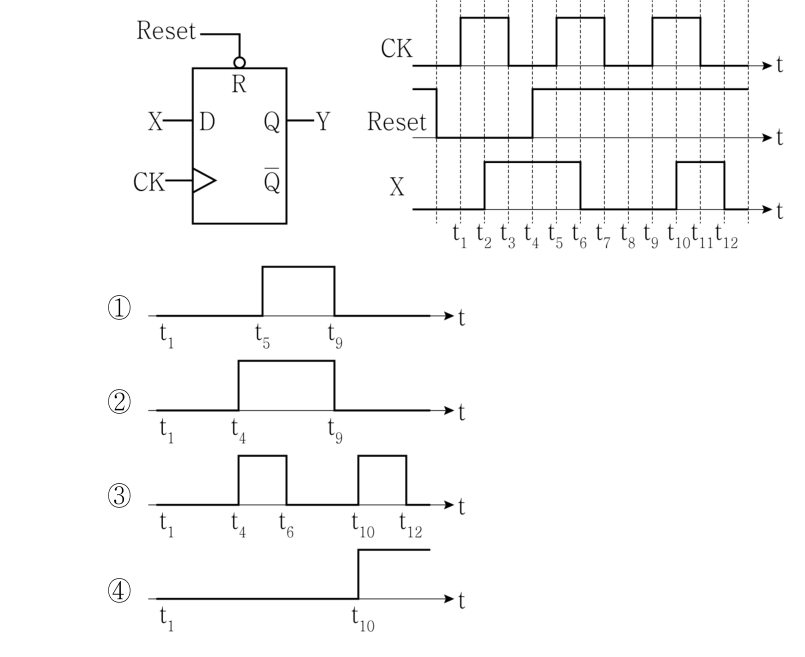 Reset
R
X D Q Y
CK Q̅
CK t
Reset t
X t
t₁ t₂ t₃ t₄ t₅ t₆ t₇ t₈ t₉ t₁₀ t₁₁ t₁₂
① t
t₁ t₅ t₉
② t
t₁ t₄ t₉
③ t
t₁ t₄ t₆ t₁₀ t₁₂
④ t
t₁ t₁₀